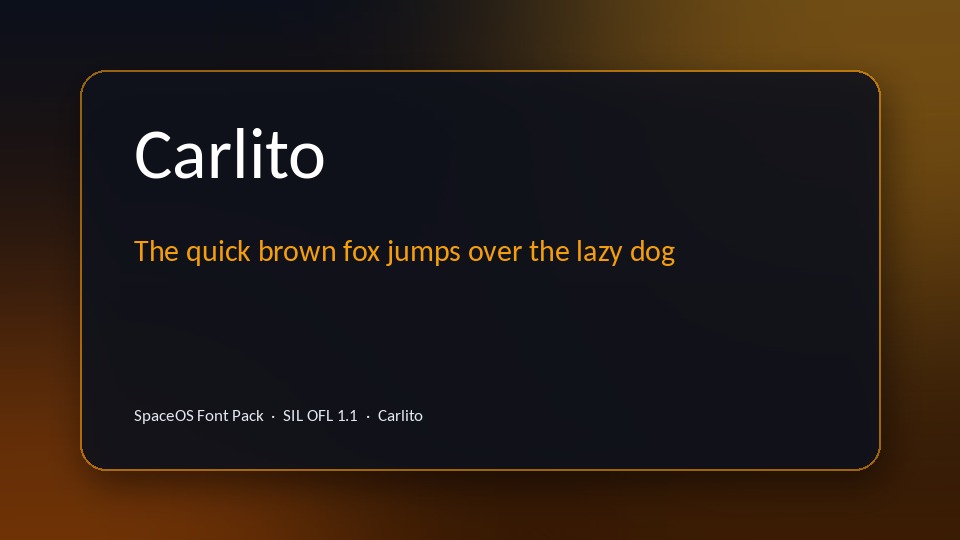 Carlito
The quick brown fox jumps over the lazy dog
SpaceOS Font Pack · SIL OFL 1.1 · Carlito